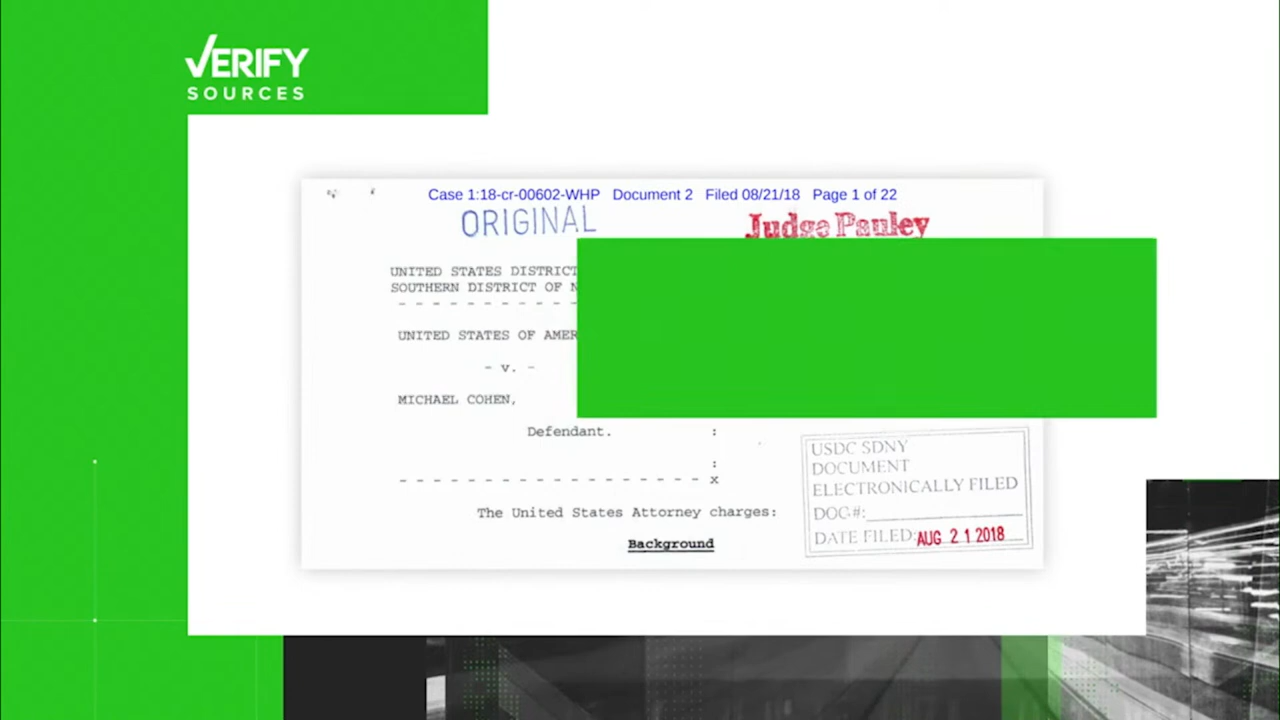 VERIFY
SOURCES
Case 1:18-cr-00602-WHP Document 2 Filed 08/21/18 Page 1 of 22
ORIGINAL
Judge Pauley
UNITED STATES DISTRICT
SOUTHERN DISTRICT OF
- - - - - - - - - -
UNITED STATES OF AMER
- v. -
MICHAEL COHEN,
Defendant. :
:
- - - - - - - - - - - - - - - - - - x
The United States Attorney charges:
Background
USDC SDNY
DOCUMENT
ELECTRONICALLY FILED
DOC #:
DATE FILED: AUG 21 2018